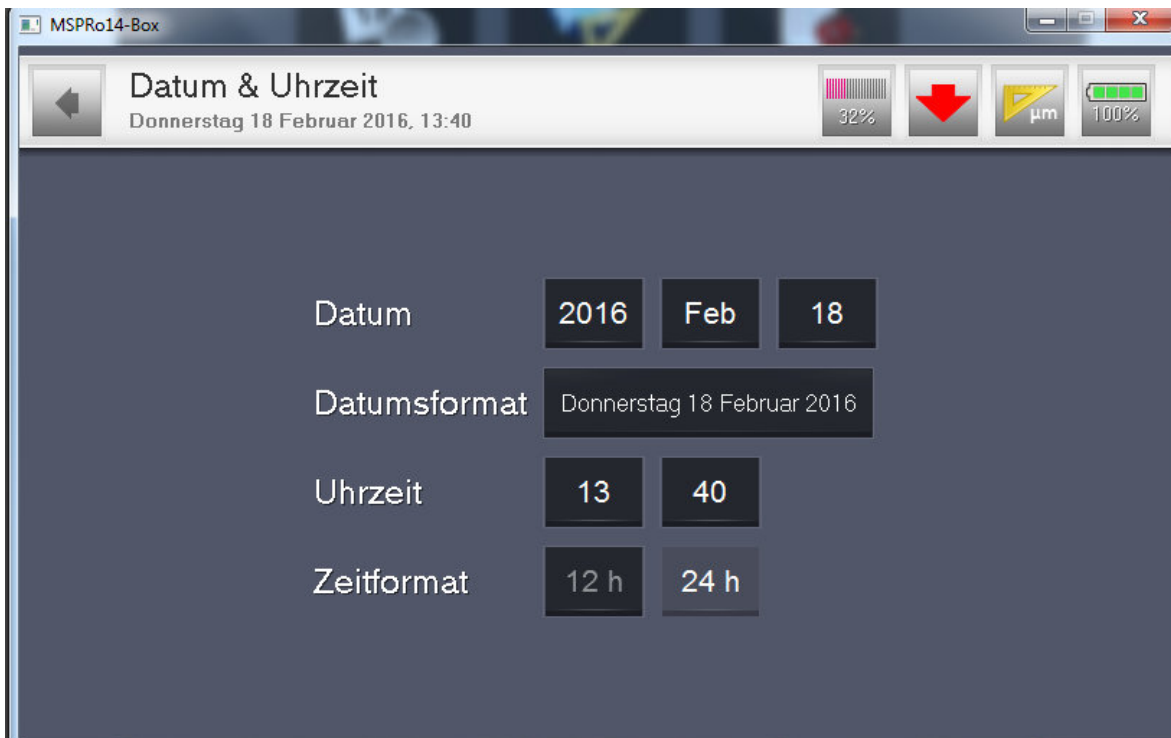 MSPRo14-Box
Datum & Uhrzeit
Donnerstag 18 Februar 2016, 13:40
32%
µm
100%
Datum 2016 Feb 18
Datumsformat Donnerstag 18 Februar 2016
Uhrzeit 13 40
Zeitformat 12 h 24 h